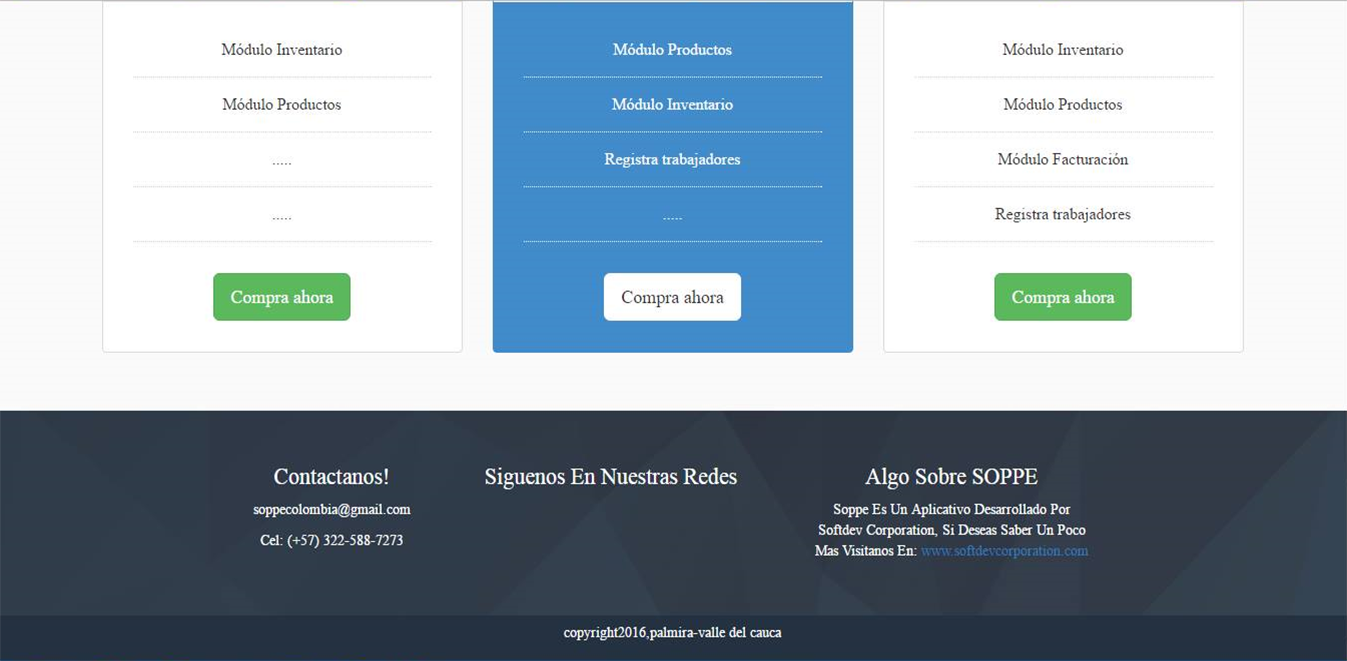 Módulo Inventario
Módulo Productos
.....
.....
Compra ahora
Módulo Productos
Módulo Inventario
Registra trabajadores
.....
Compra ahora
Módulo Inventario
Módulo Productos
Módulo Facturación
Registra trabajadores
Compra ahora
Contactanos!
soppecolombia@gmail.com
Cel: (+57) 322-588-7273
Siguenos En Nuestras Redes
Algo Sobre SOPPE
Soppe Es Un Aplicativo Desarrollado Por
Softdev Corporation, Si Deseas Saber Un Poco
Mas Visitanos En: www.softdevcorporation.com
copyright2016,palmira-valle del cauca